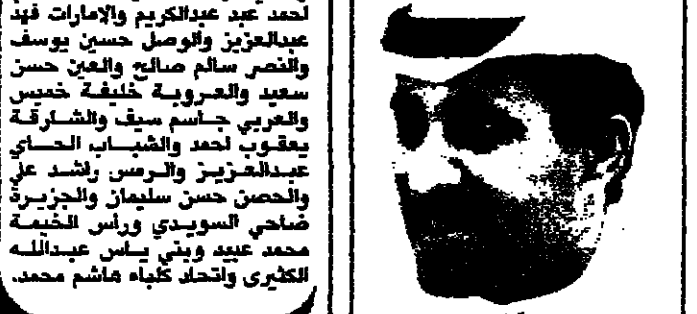 احمد عبد عبدالكريم والامارات فهد
عبدالعزيز والوصل حسين يوسف
والنصر سالم صالح والعين حسن
سعيد والعروبة خليفة خميس
والعربي جاسم سيف والشارقة
يعقوب احمد والشباب الحاي
عبدالعزيز والرمس راشد علي
والحصن حسن سليمان والجزيرة
ضاحي السويدي ورأس الخيمة
محمد عبيد وبني ياس عبدالله
الكثيري واتحاد كلباء هاشم محمد.